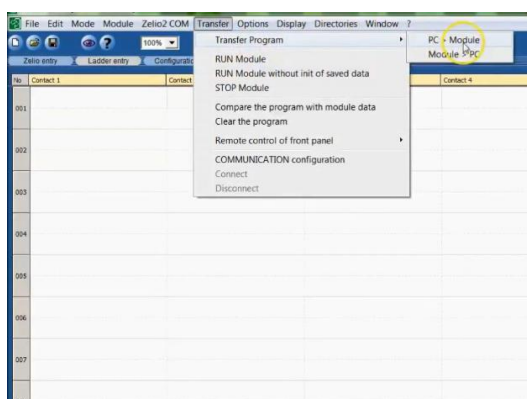 File Edit Mode Module Zelio2 COM Transfer Options Display Directories Window ?
100%
Zelio entry Ladder entry
No Contact 1 Contact Contact 4
Transfer Program
RUN Module
RUN Module without init of saved data
STOP Module
Compare the program with module data
Clear the program
Remote control of front panel
COMMUNICATION configuration
Connect
Disconnect
PC > Module
Module > PC
001
002
003
004
005
006
007